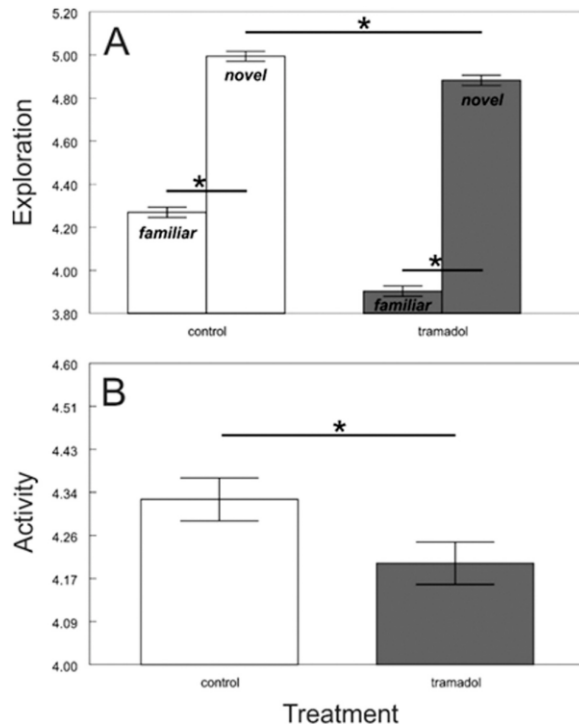 A
Exploration
5.20
5.00
4.80
4.60
4.40
4.20
4.00
3.80
*
novel
novel
*
familiar
*
familiar
control
tramadol
B
Activity
4.60
4.51
4.43
4.34
4.26
4.17
4.09
4.00
*
control
tramadol
Treatment